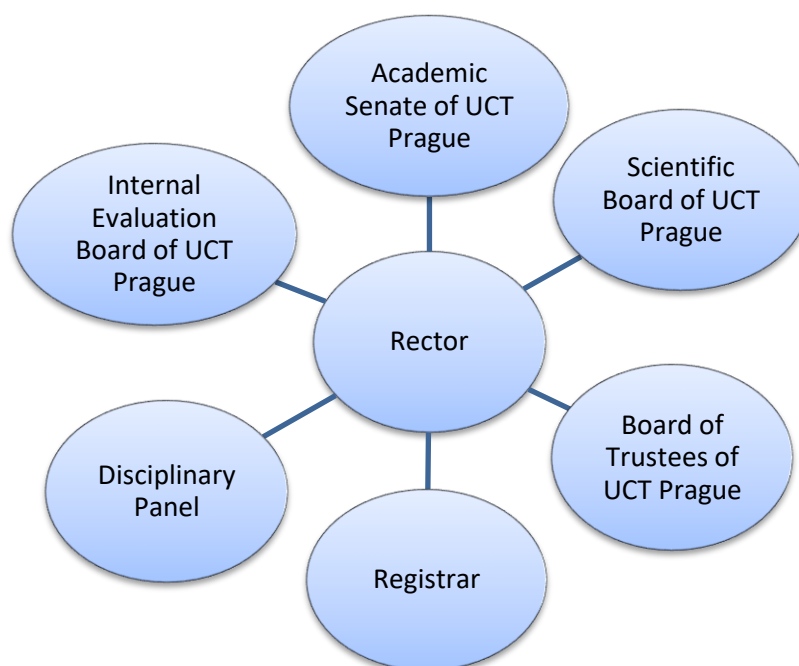 Academic
Senate of UCT
Prague
Scientific
Board of UCT
Prague
Internal
Evaluation
Board of UCT
Prague
Rector
Board of
Trustees of
UCT Prague
Disciplinary
Panel
Registrar